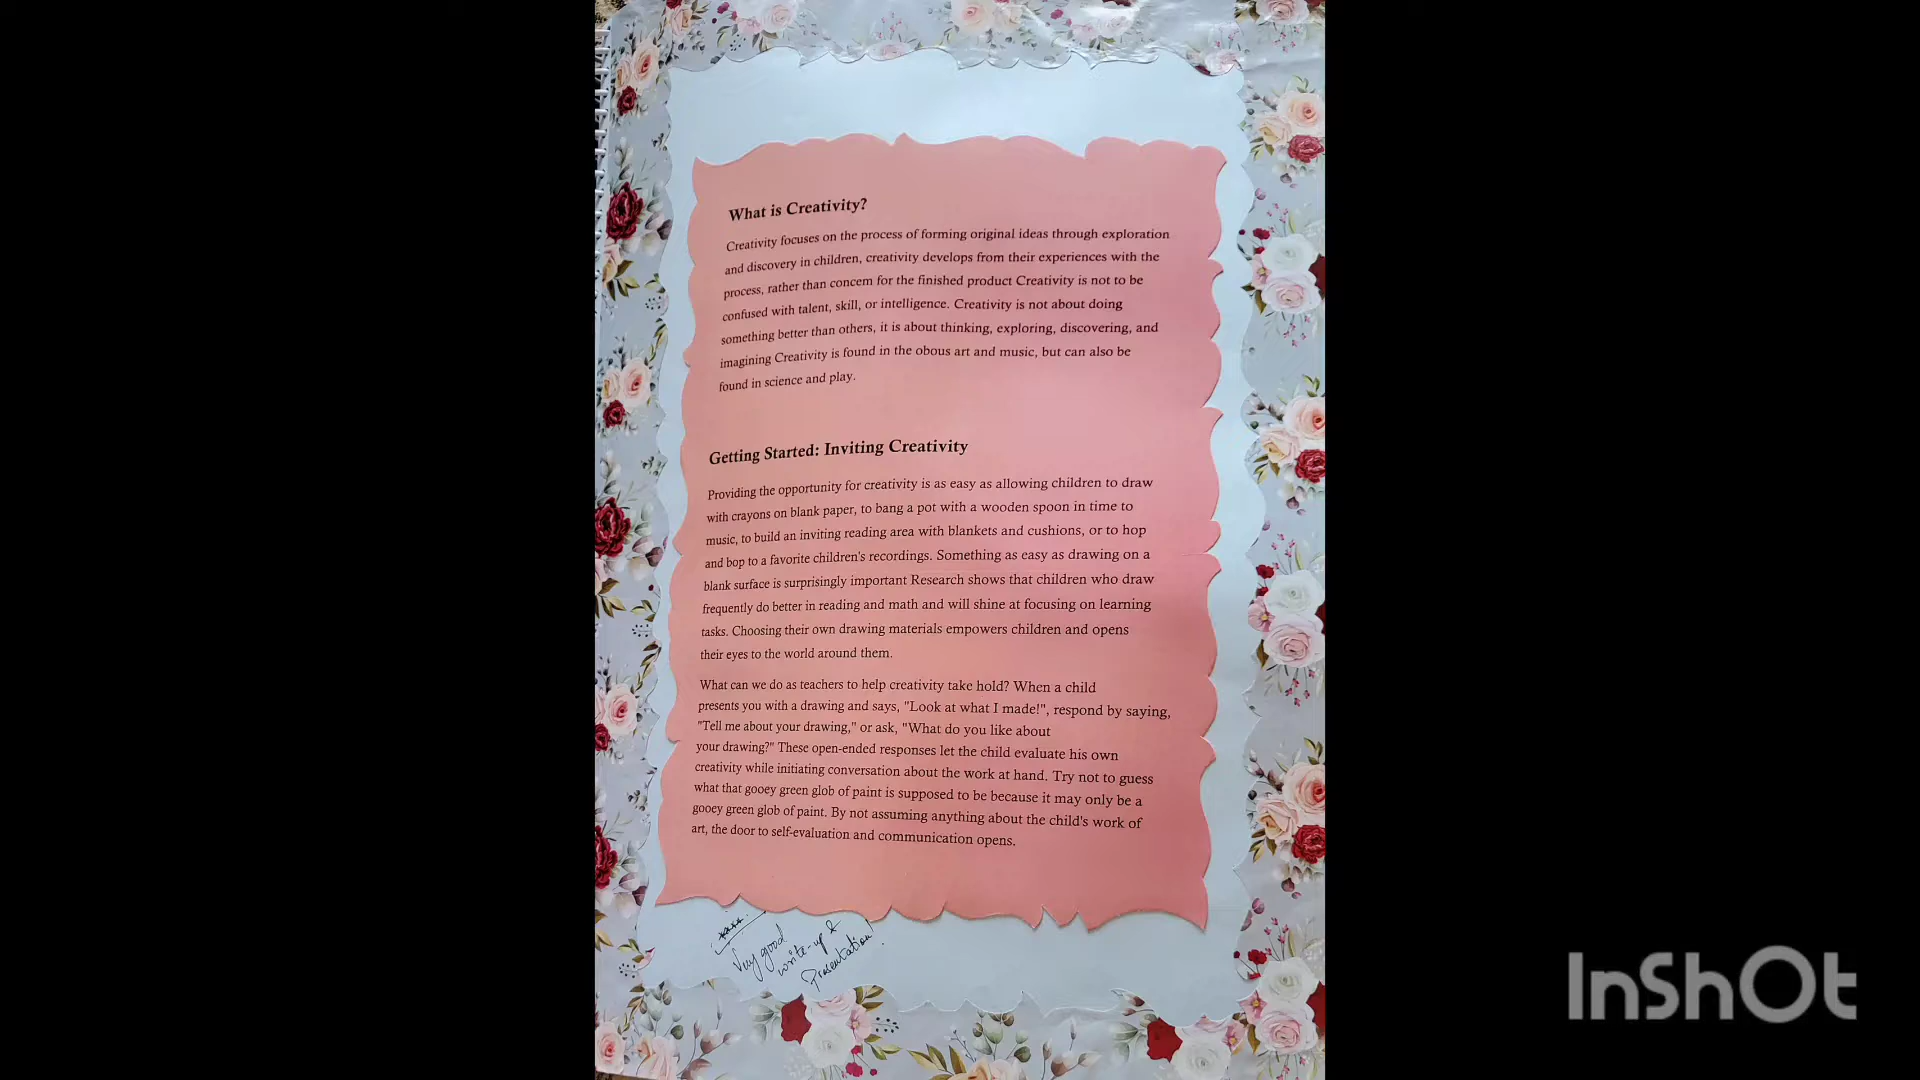 What is Creativity?
Creativity focuses on the process of forming original ideas through exploration
and discovery in children, creativity develops from their experiences with the
process, rather than concem for the finished product Creativity is not to be
confused with talent, skill, or intelligence. Creativity is not about doing
something better than others, it is about thinking, exploring, discovering, and
imagining Creativity is found in the obous art and music, but can also be
found in science and play.
Getting Started: Inviting Creativity
Providing the opportunity for creativity is as easy as allowing children to draw
with crayons on blank paper, to bang a pot with a wooden spoon in time to
music, to build an inviting reading area with blankets and cushions, or to hop
and bop to a favorite children's recordings. Something as easy as drawing on a
blank surface is surprisingly important Research shows that children who draw
frequently do better in reading and math and will shine at focusing on learning
tasks. Choosing their own drawing materials empowers children and opens
their eyes to the world around them.
What can we do as teachers to help creativity take hold? When a child
presents you with a drawing and says, "Look at what I made!", respond by saying,
"Tell me about your drawing," or ask, "What do you like about
your drawing?" These open-ended responses let the child evaluate his own
creativity while initiating conversation about the work at hand. Try not to guess
what that gooey green glob of paint is supposed to be because it may only be a
gooey green glob of paint. By not assuming anything about the child's work of
art, the door to self-evaluation and communication opens.
Very good
write-up &
Presentation!
InShOt